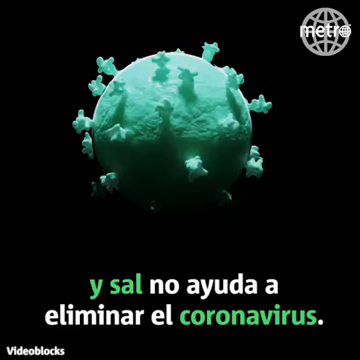 metro
y sal no ayuda a
eliminar el coronavirus.
Videoblocks